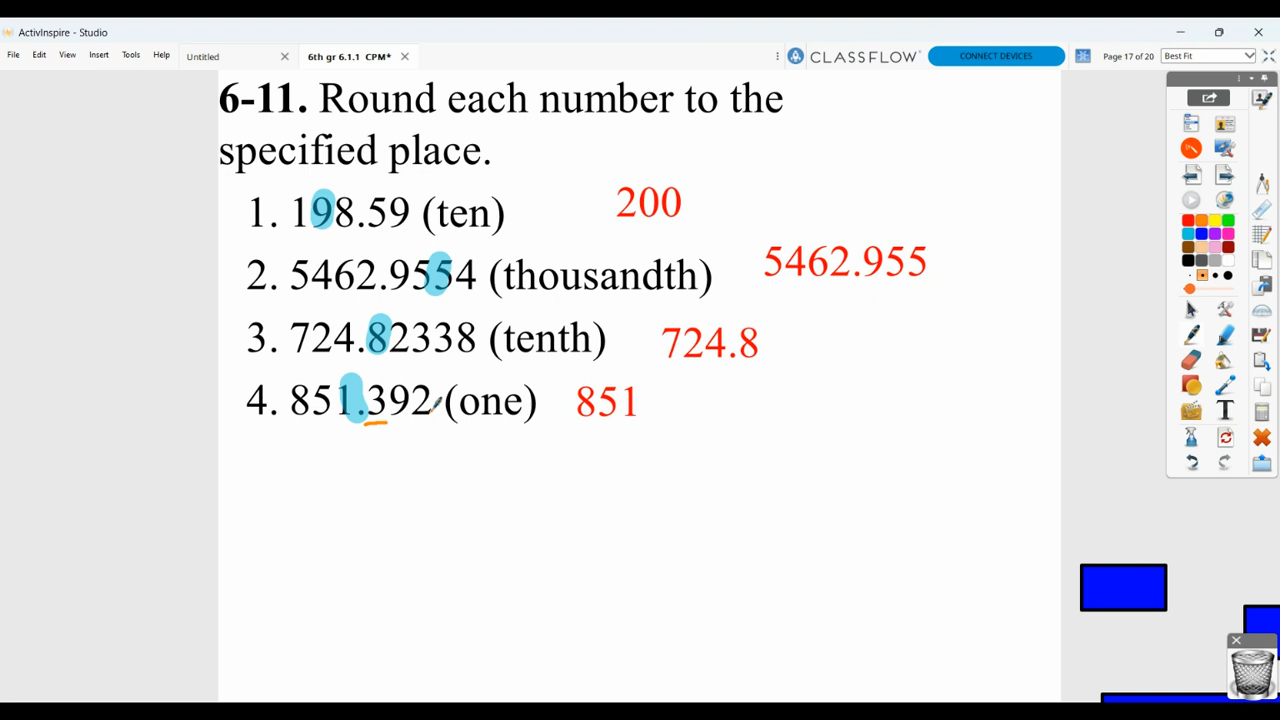 ActivInspire - Studio
File Edit View Insert Tools Help Untitled 6th gr 6.1.1 CPM* CLASSFLOW CONNECT DEVICES Page 17 of 20 Best Fit
6-11. Round each number to the
specified place.
1. 198.59 (ten) 200
2. 5462.9554 (thousandth) 5462.955
3. 724.82338 (tenth) 724.8
4. 851.392 (one) 851